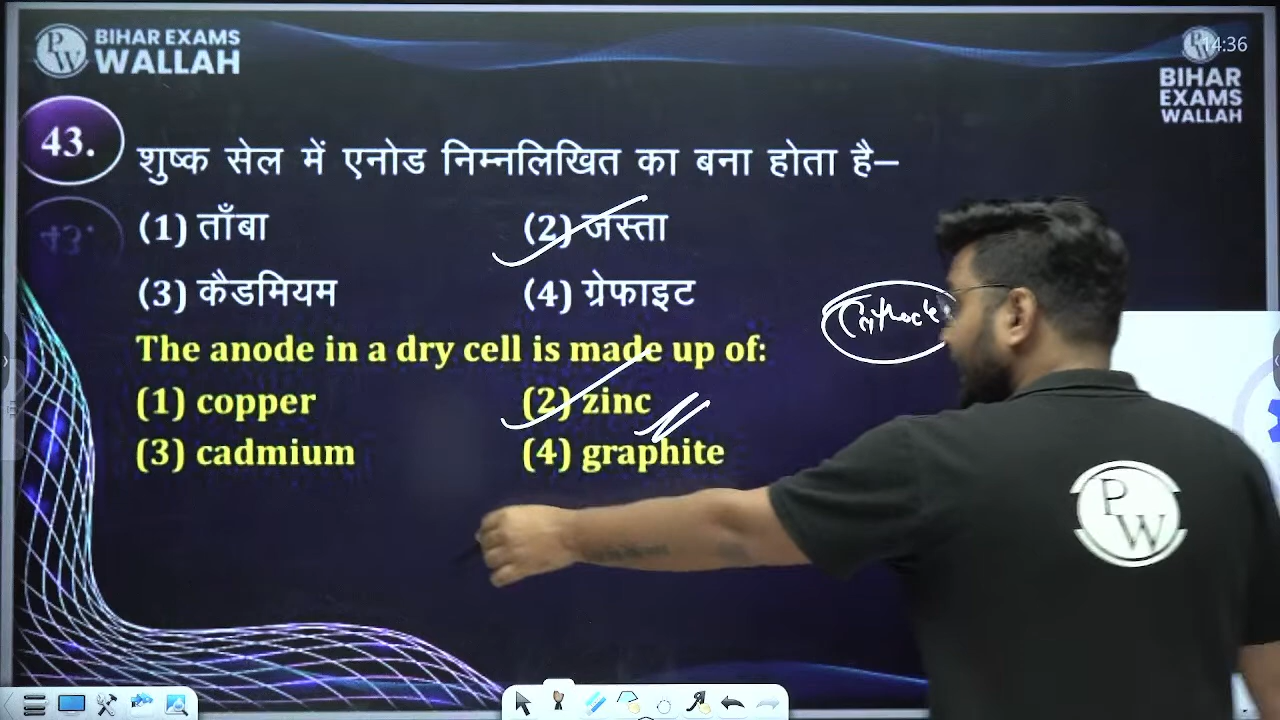 BIHAR EXAMS
WALLAH
14:36
BIHAR
EXAMS
WALLAH
43.
शुष्क सेल में एनोड निम्नलिखित का बना होता है–
(1) ताँबा
(2) जस्ता
(3) कैडमियम
(4) ग्रेफाइट
The anode in a dry cell is made up of:
(1) copper
(2) zinc
(3) cadmium
(4) graphite
PW